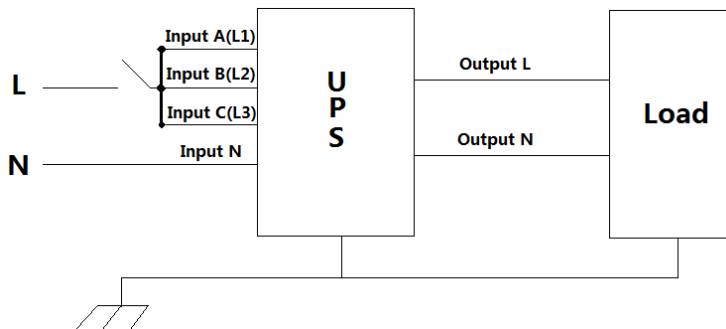 Input A(L1)
L
Input B(L2)
Input C(L3)
N
Input N
U
P
S
Output L
Output N
Load